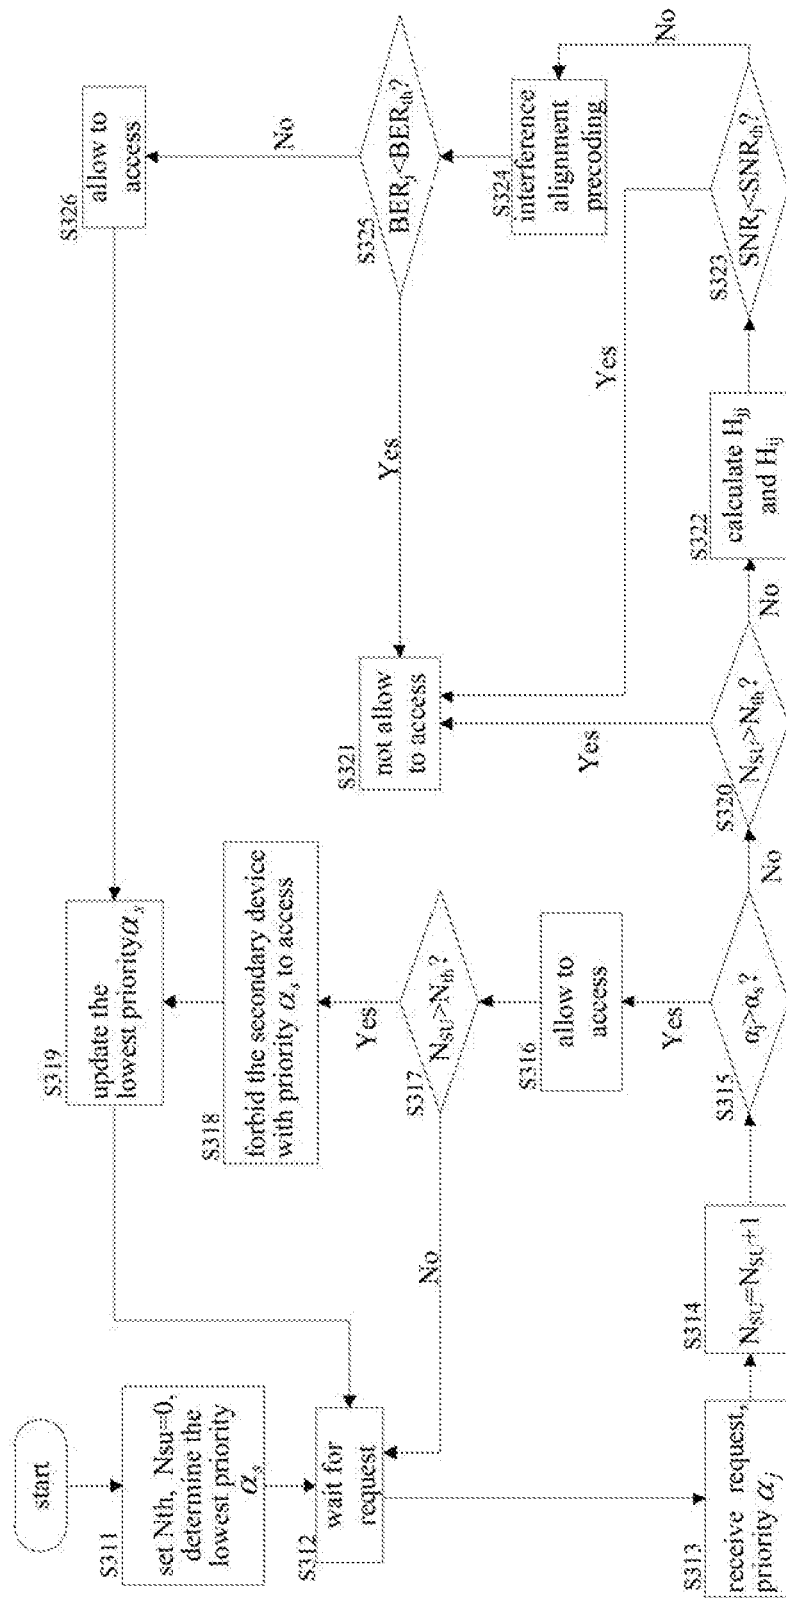 start
S311
set Nth, Nsu=0,
determine the
lowest priority
αs
S312
wait for
request
S313
receive request,
priority αj
S314
NSU=NSU+1
S315
αj>αs?
Yes
No
S316
allow to
access
S317
NSU>Nth?
Yes
No
S318
forbid the secondary device
with priority αs to access
S319
update the
lowest priority αs
S320
NSU>Nth?
Yes
No
S321
not allow
to access
S322
calculate Hjj
and Hij
S323
SNRj<SNRth?
Yes
No
S324
interference
alignment
precoding
S325
BERj<BERth?
Yes
No
S326
allow to
access